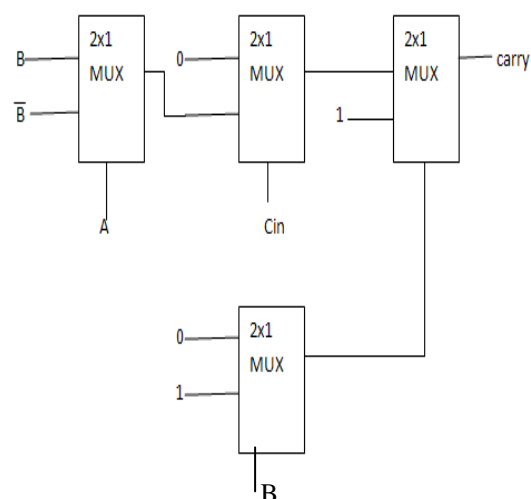 2x1 2x1 2x1
B MUX 0 MUX MUX carry
B̅ 1
A Cin
2x1
0 MUX
1
B